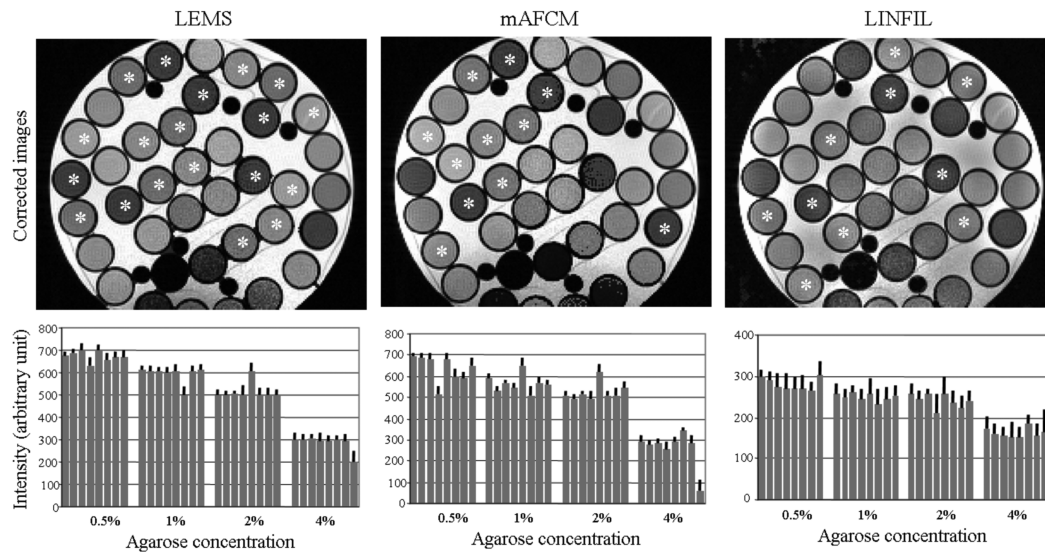 LEMS mAFCM LINFIL
Corrected images
* * * * * * * * * * * * * * * * * *
* * * * * * * * * * *
* * * * * * * * *
Intensity (arbitrary unit)
800
700
600
500
400
300
200
100
0
0.5% 1% 2% 4%
Agarose concentration
800
700
600
500
400
300
200
100
0
0.5% 1% 2% 4%
Agarose concentration
400
300
200
100
0
0.5% 1% 2% 4%
Agarose concentration